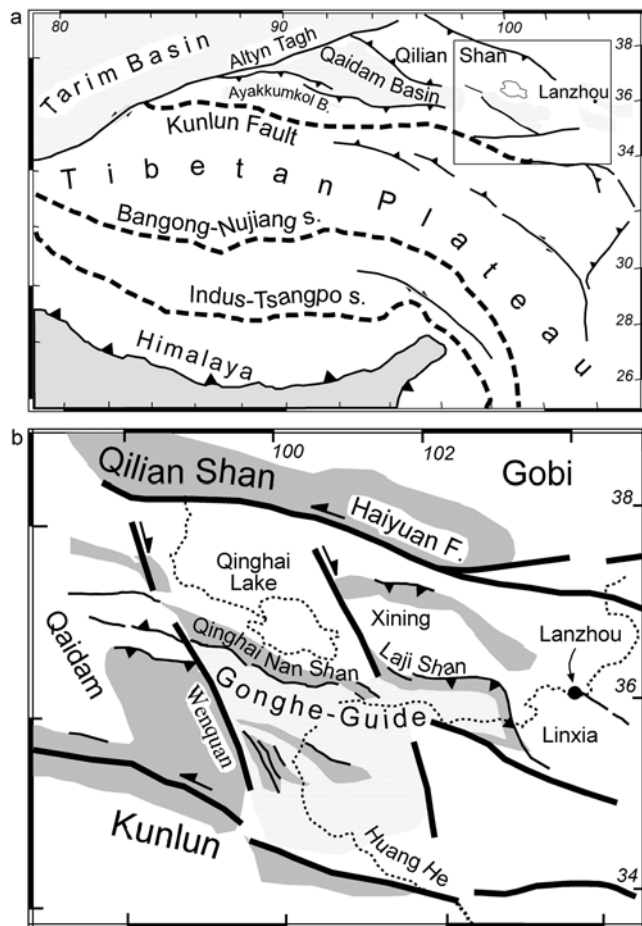 a
80
90
100
38
Tarim Basin
Altyn Tagh
Qilian Shan
Qaidam Basin
36
Ayakkumkol B.
Lanzhou
Kunlun Fault
34
Tibetan Plateau
Bangong-Nujiang s.
30
Indus-Tsangpo s.
Himalaya
26
b
100
102
Qilian Shan
Gobi
38
Haiyuan F.
Qinghai
Lake
Xining
Lanzhou
Qaidam
Qinghai Nan Shan
Laji Shan
36
Gonghe-Guide
Wenquan
Linxia
Kunlun
Huang He
34